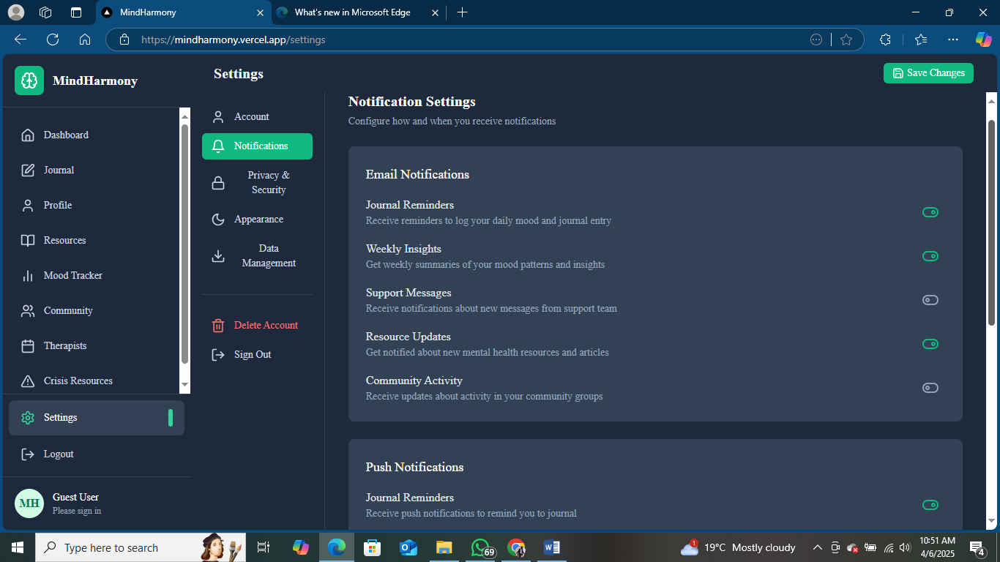 MindHarmony
What's new in Microsoft Edge
https://mindharmony.vercel.app/settings
MindHarmony
Settings
Save Changes
Dashboard
Journal
Profile
Resources
Mood Tracker
Community
Therapists
Crisis Resources
Settings
Logout
MH
Guest User
Please sign in
Account
Notifications
Privacy &
Security
Appearance
Data
Management
Delete Account
Sign Out
Notification Settings
Configure how and when you receive notifications
Email Notifications
Journal Reminders
Receive reminders to log your daily mood and journal entry
Weekly Insights
Get weekly summaries of your mood patterns and insights
Support Messages
Receive notifications about new messages from support team
Resource Updates
Get notified about new mental health resources and articles
Community Activity
Receive updates about activity in your community groups
Push Notifications
Journal Reminders
Receive push notifications to remind you to journal
Type here to search
69
1
19°C Mostly cloudy
10:51 AM
4/6/2025
4